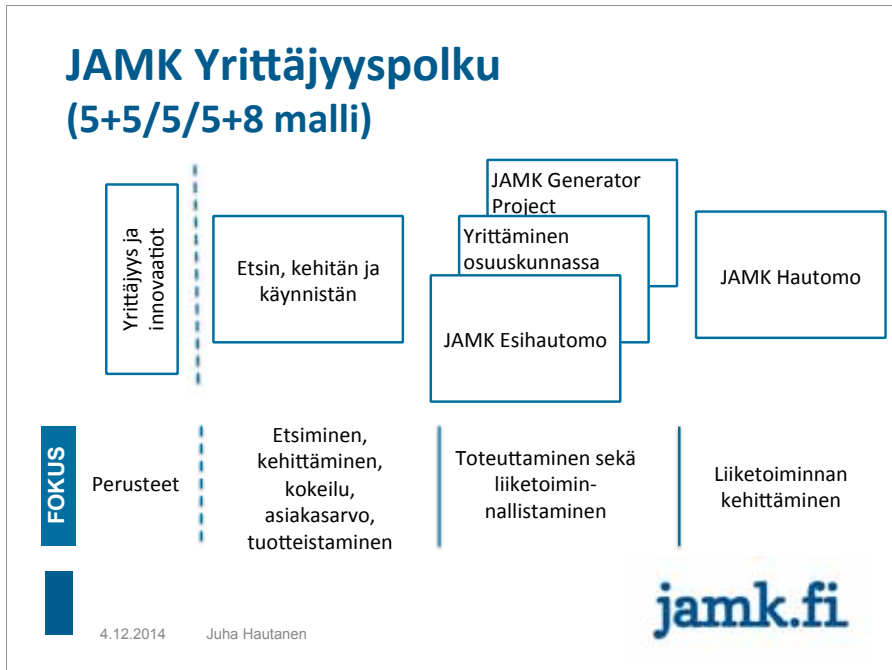 JAMK Yrittäjyyspolku
(5+5/5/5+8 malli)
Yrittäjyys ja
innovaatiot
Etsin, kehitän ja
käynnistän
JAMK Generator
Project
Yrittäminen
osuuskunnassa
JAMK Esihautomo
JAMK Hautomo
FOKUS
Perusteet
Etsiminen,
kehittäminen,
kokeilu,
asiakasarvo,
tuotteistaminen
Toteuttaminen sekä
liiketoimin-
nallistaminen
Liiketoiminnan
kehittäminen
4.12.2014
Juha Hautanen
jamk.fi